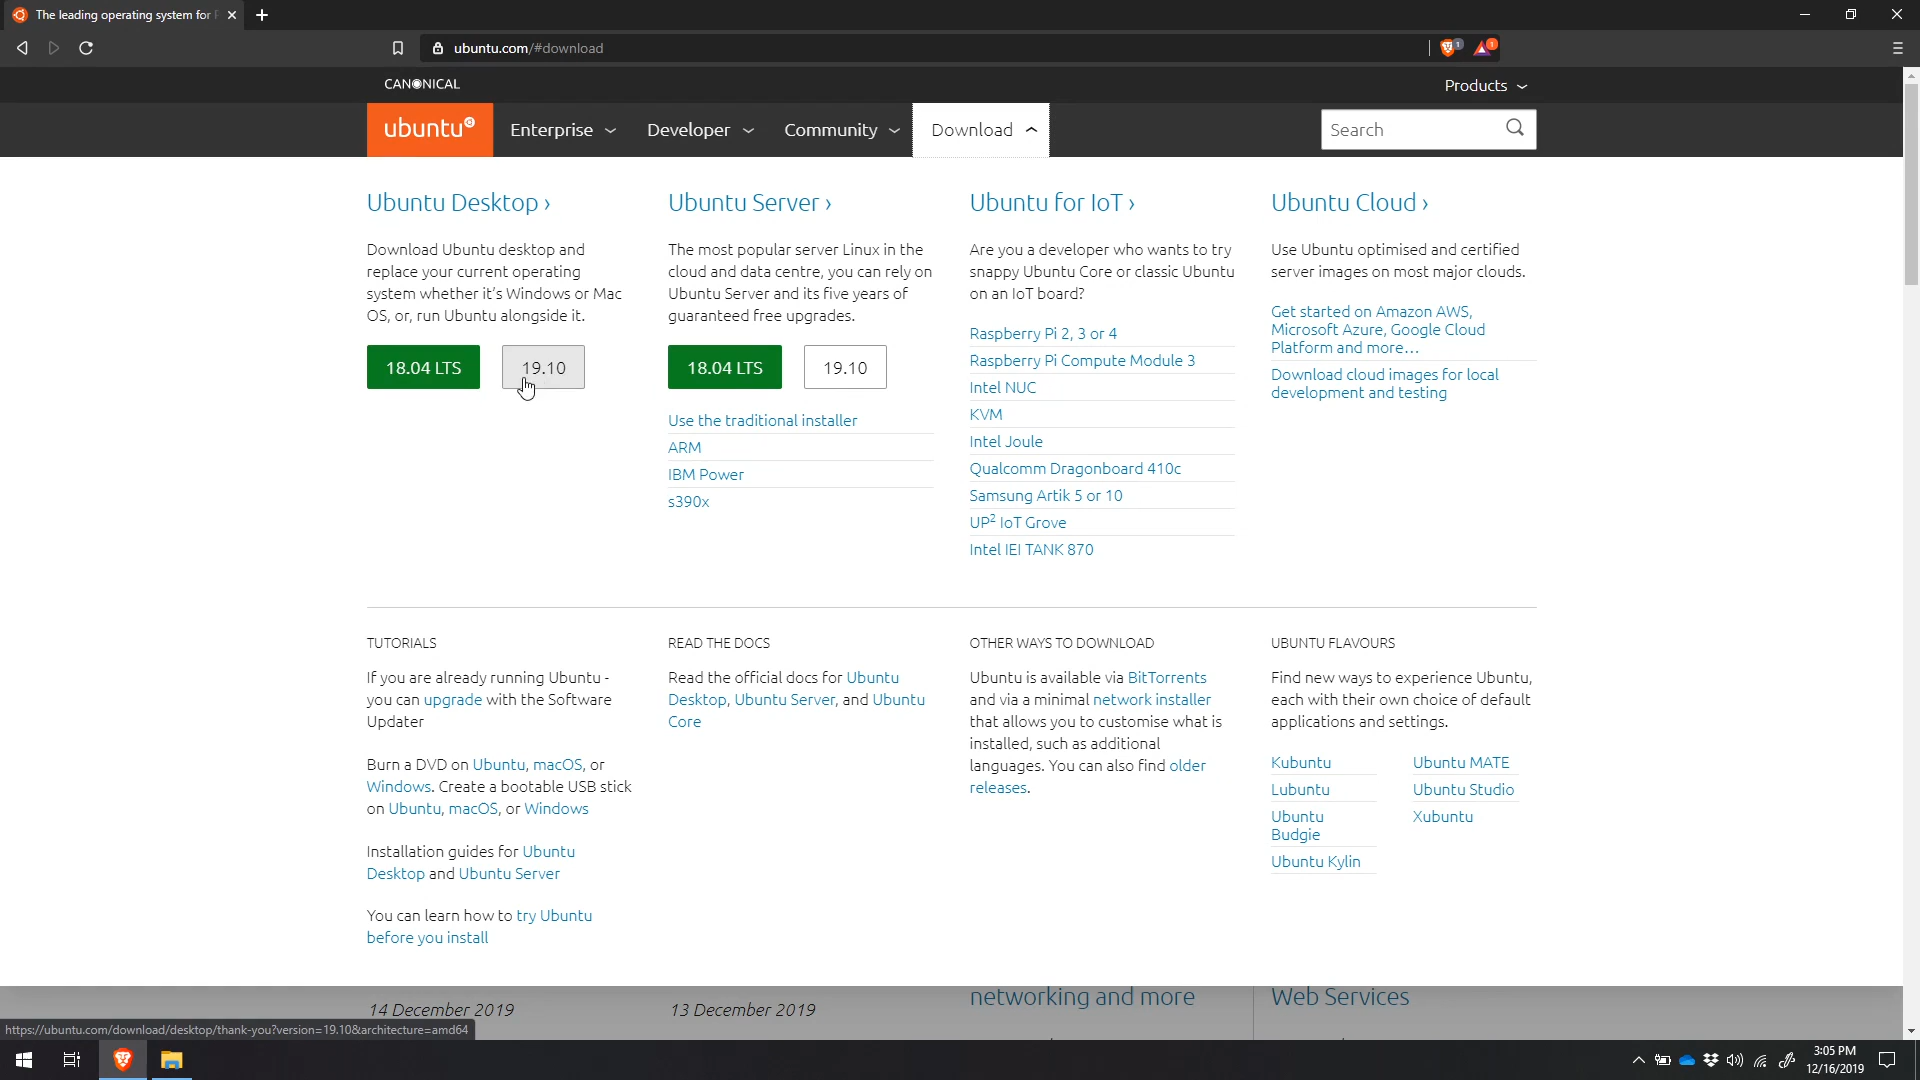 The leading operating system for P
ubuntu.com/#download
1
1
CANONICAL
Products
ubuntu
Enterprise
Developer
Community
Download
Search
Ubuntu Desktop ›
Download Ubuntu desktop and
replace your current operating
system whether it's Windows or Mac
OS, or, run Ubuntu alongside it.
18.04 LTS
19.10
Ubuntu Server ›
The most popular server Linux in the
cloud and data centre, you can rely on
Ubuntu Server and its five years of
guaranteed free upgrades.
18.04 LTS
19.10
Use the traditional installer
ARM
IBM Power
s390x
Ubuntu for IoT ›
Are you a developer who wants to try
snappy Ubuntu Core or classic Ubuntu
on an IoT board?
Raspberry Pi 2, 3 or 4
Raspberry Pi Compute Module 3
Intel NUC
KVM
Intel Joule
Qualcomm Dragonboard 410c
Samsung Artik 5 or 10
UP² IoT Grove
Intel IEI TANK 870
Ubuntu Cloud ›
Use Ubuntu optimised and certified
server images on most major clouds.
Get started on Amazon AWS,
Microsoft Azure, Google Cloud
Platform and more…
Download cloud images for local
development and testing
TUTORIALS
If you are already running Ubuntu -
you can upgrade with the Software
Updater
Burn a DVD on Ubuntu, macOS, or
Windows. Create a bootable USB stick
on Ubuntu, macOS, or Windows
Installation guides for Ubuntu
Desktop and Ubuntu Server
You can learn how to try Ubuntu
before you install
READ THE DOCS
Read the official docs for Ubuntu
Desktop, Ubuntu Server, and Ubuntu
Core
OTHER WAYS TO DOWNLOAD
Ubuntu is available via BitTorrents
and via a minimal network installer
that allows you to customise what is
installed, such as additional
languages. You can also find older
releases.
UBUNTU FLAVOURS
Find new ways to experience Ubuntu,
each with their own choice of default
applications and settings.
Kubuntu
Lubuntu
Ubuntu
Budgie
Ubuntu Kylin
Ubuntu MATE
Ubuntu Studio
Xubuntu
14 December 2019
13 December 2019
networking and more
Web Services
https://ubuntu.com/download/desktop/thank-you?version=19.10&architecture=amd64
3:05 PM
12/16/2019